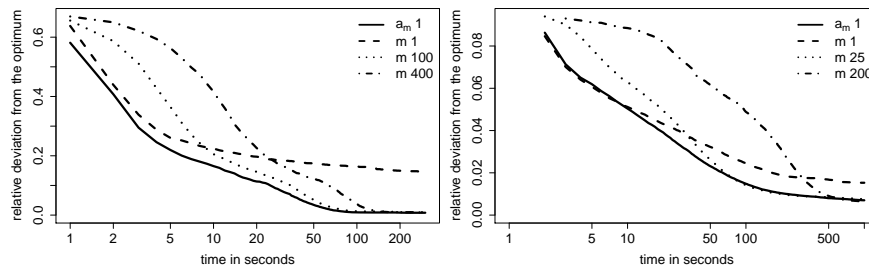 relative deviation from the optimum
0.0 0.2 0.4 0.6
1 2 5 10 20 50 100 200
time in seconds
am 1
m 1
m 100
m 400
relative deviation from the optimum
0.00 0.02 0.04 0.06 0.08
1 5 10 50 100 500
time in seconds
am 1
m 1
m 25
m 200